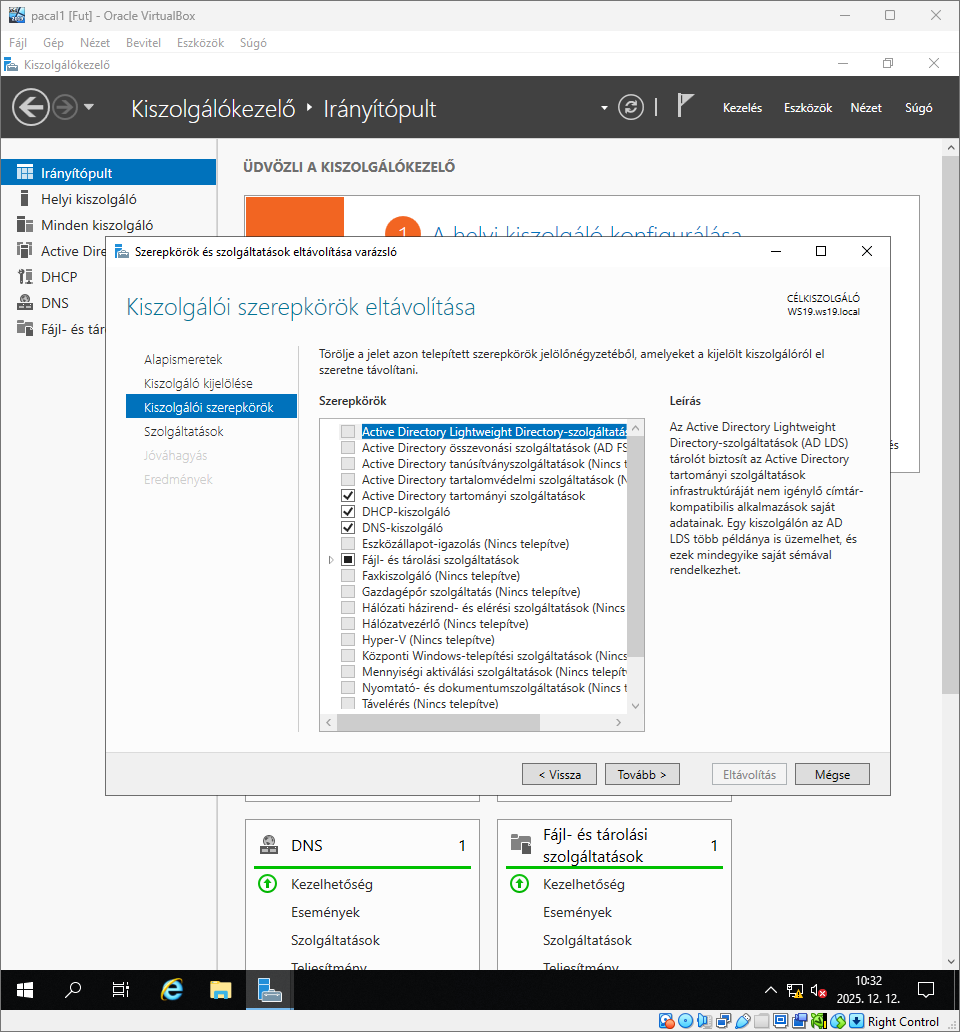 pacal1 [Fut] - Oracle VirtualBox
Fájl Gép Nézet Bevitel Eszközök Súgó
Kiszolgálókezelő
Kiszolgálókezelő Irányítópult
Kezelés Eszközök Nézet Súgó
Irányítópult
Helyi kiszolgáló
Minden kiszolgáló
Active Dire
DHCP
DNS
Fájl- és tár
ÜDVÖZLI A KISZOLGÁLÓKEZELŐ
1 A helyi kiszolgáló konfigurálása
Szerepkörök és szolgáltatások eltávolítása varázsló
Kiszolgálói szerepkörök eltávolítása
CÉLKISZOLGÁLÓ
WS19.ws19.local
Alapismeretek
Kiszolgáló kijelölése
Kiszolgálói szerepkörök
Szolgáltatások
Jóváhagyás
Eredmények
Törölje a jelet azon telepített szerepkörök jelölőnégyzetéből, amelyeket a kijelölt kiszolgálóról el
szeretne távolítani.
Szerepkörök
Active Directory Lightweight Directory-szolgáltatás
Active Directory összevonási szolgáltatások (AD FS
Active Directory tanúsítványszolgáltatások (Nincs t
Active Directory tartalomvédelmi szolgáltatások (N
Active Directory tartományi szolgáltatások
DHCP-kiszolgáló
DNS-kiszolgáló
Eszközállapot-igazolás (Nincs telepítve)
Fájl- és tárolási szolgáltatások
Faxkiszolgáló (Nincs telepítve)
Gazdagépőr szolgáltatás (Nincs telepítve)
Hálózati házirend- és elérési szolgáltatások (Nincs
Hálózatvezérlő (Nincs telepítve)
Hyper-V (Nincs telepítve)
Központi Windows-telepítési szolgáltatások (Nincs
Mennyiségi aktiválási szolgáltatások (Nincs telepít
Nyomtató- és dokumentumszolgáltatások (Nincs t
Távelérés (Nincs telepítve)
Leírás
Az Active Directory Lightweight
Directory-szolgáltatások (AD LDS)
tárolót biztosít az Active Directory
tartományi szolgáltatások
infrastruktúráját nem igénylő címtár-
kompatibilis alkalmazások saját
adatainak. Egy kiszolgálón az AD
LDS több példánya is üzemelhet, és
ezek mindegyike saját sémával
rendelkezhet.
és
< Vissza Tovább > Eltávolítás Mégse
DNS 1
Kezelhetőség
Események
Szolgáltatások
Teljesítmény
Fájl- és tárolási
szolgáltatások 1
Kezelhetőség
Események
Szolgáltatások
Teljesítmény
10:32
2025. 12. 12.
Right Control